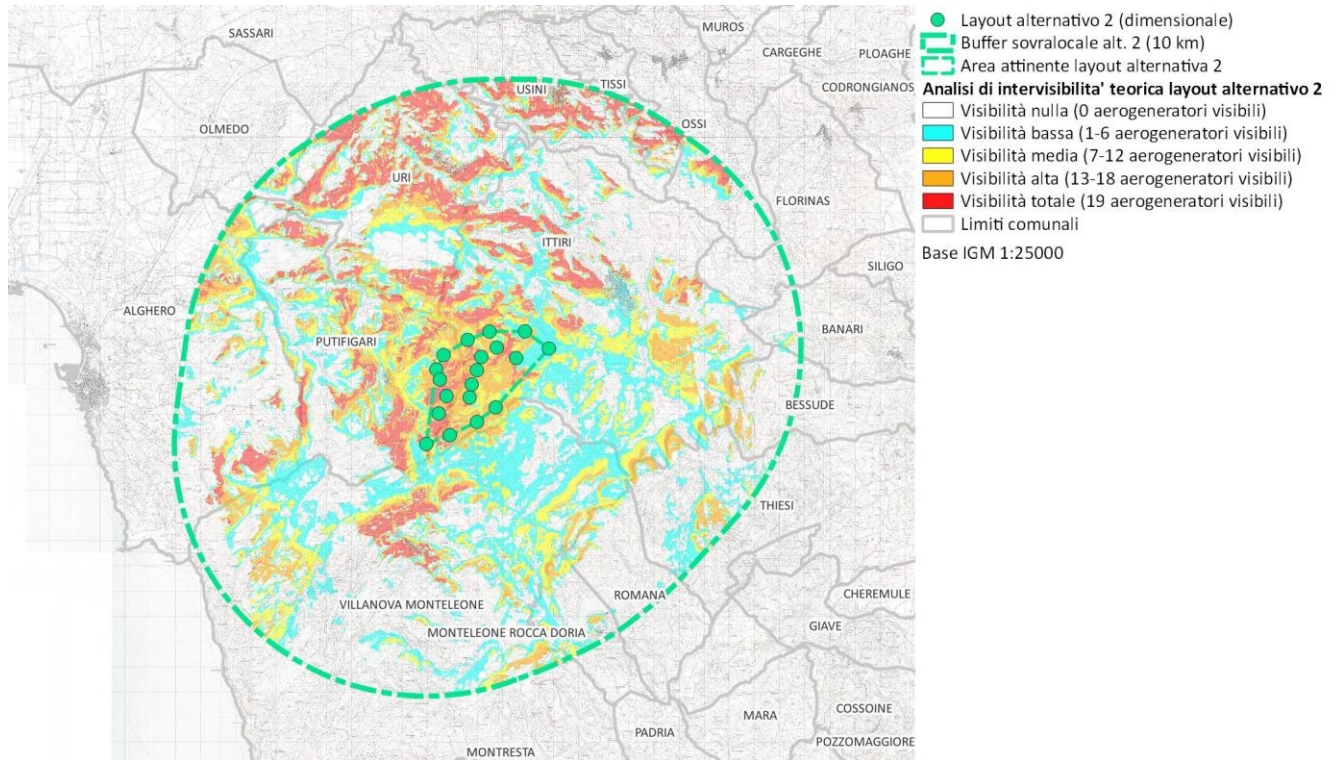 SASSARI
MUROS
CARGEGHE
PLOAGHE
CODRONGIANOS
USINI
TISSI
OLMEDO
OSSI
URI
FLORINAS
ITTIRI
SILIGO
ALGHERO
BANARI
PUTIFIGARI
BESSUDE
THIESI
CHEREMULE
ROMANA
VILLANOVA MONTELEONE
GIAVE
MONTELEONE ROCCA DORIA
MARA
COSSOINE
PADRIA
POZZOMAGGIORE
MONTRESTA
Layout alternativo 2 (dimensionale)
Buffer sovralocale alt. 2 (10 km)
Area attinente layout alternativa 2
Analisi di intervisibilita' teorica layout alternativo 2
Visibilità nulla (0 aerogeneratori visibili)
Visibilità bassa (1-6 aerogeneratori visibili)
Visibilità media (7-12 aerogeneratori visibili)
Visibilità alta (13-18 aerogeneratori visibili)
Visibilità totale (19 aerogeneratori visibili)
Limiti comunali
Base IGM 1:25000